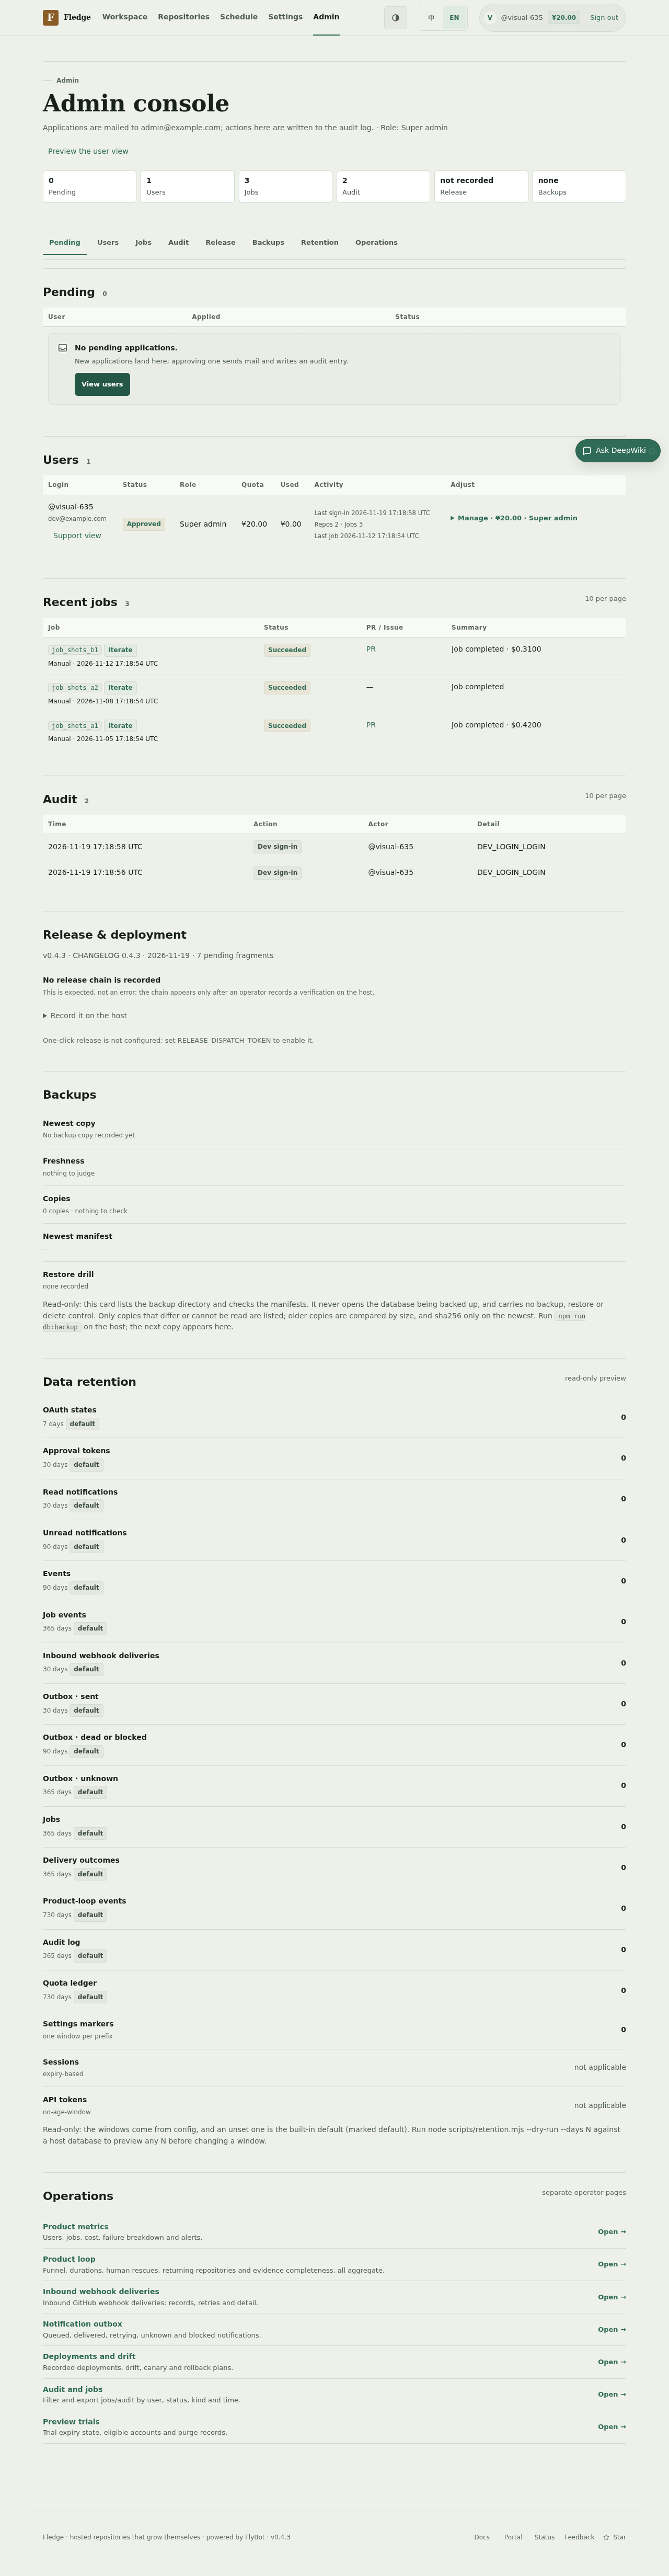 F Fledge Workspace Repositories Schedule Settings Admin 中 EN V @visual-635 ¥20.00 Sign out
Admin
Admin console
Applications are mailed to admin@example.com; actions here are written to the audit log. · Role: Super admin
Preview the user view
0 1 3 2 not recorded none
Pending Users Jobs Audit Release Backups
Pending Users Jobs Audit Release Backups Retention Operations
Pending 0
User Applied Status
No pending applications.
New applications land here; approving one sends mail and writes an audit entry.
View users
Ask DeepWiki
Users 1
Login Status Role Quota Used Activity Adjust
@visual-635
dev@example.com
Support view
Approved Super admin ¥20.00 ¥0.00
Last sign-in 2026-11-19 17:18:58 UTC
Repos 2 · Jobs 3
Last job 2026-11-12 17:18:54 UTC
Manage · ¥20.00 · Super admin
Recent jobs 3 10 per page
Job Status PR / Issue Summary
job_shots_b1 Iterate Succeeded PR Job completed · $0.3100
Manual · 2026-11-12 17:18:54 UTC
job_shots_a2 Iterate Succeeded — Job completed
Manual · 2026-11-08 17:18:54 UTC
job_shots_a1 Iterate Succeeded PR Job completed · $0.4200
Manual · 2026-11-05 17:18:54 UTC
Audit 2 10 per page
Time Action Actor Detail
2026-11-19 17:18:58 UTC Dev sign-in @visual-635 DEV_LOGIN_LOGIN
2026-11-19 17:18:56 UTC Dev sign-in @visual-635 DEV_LOGIN_LOGIN
Release & deployment
v0.4.3 · CHANGELOG 0.4.3 · 2026-11-19 · 7 pending fragments
No release chain is recorded
This is expected, not an error: the chain appears only after an operator records a verification on the host.
Record it on the host
One-click release is not configured: set RELEASE_DISPATCH_TOKEN to enable it.
Backups
Newest copy
No backup copy recorded yet
Freshness
nothing to judge
Copies
0 copies · nothing to check
Newest manifest
—
Restore drill
none recorded
Read-only: this card lists the backup directory and checks the manifests. It never opens the database being backed up, and carries no backup, restore or
delete control. Only copies that differ or cannot be read are listed; older copies are compared by size, and sha256 only on the newest. Run npm run
db:backup on the host; the next copy appears here.
Data retention read-only preview
OAuth states
7 days default 0
Approval tokens
30 days default 0
Read notifications
30 days default 0
Unread notifications
90 days default 0
Events
90 days default 0
Job events
365 days default 0
Inbound webhook deliveries
30 days default 0
Outbox · sent
30 days default 0
Outbox · dead or blocked
90 days default 0
Outbox · unknown
365 days default 0
Jobs
365 days default 0
Delivery outcomes
365 days default 0
Product-loop events
730 days default 0
Audit log
365 days default 0
Quota ledger
730 days default 0
Settings markers
one window per prefix 0
Sessions
expiry-based not applicable
API tokens
no-age-window not applicable
Read-only: the windows come from config, and an unset one is the built-in default (marked default). Run node scripts/retention.mjs --dry-run --days N against
a host database to preview any N before changing a window.
Operations separate operator pages
Product metrics
Users, jobs, cost, failure breakdown and alerts. Open →
Product loop
Funnel, durations, human rescues, returning repositories and evidence completeness, all aggregate. Open →
Inbound webhook deliveries
Inbound GitHub webhook deliveries: records, retries and detail. Open →
Notification outbox
Queued, delivered, retrying, unknown and blocked notifications. Open →
Deployments and drift
Recorded deployments, drift, canary and rollback plans. Open →
Audit and jobs
Filter and export jobs/audit by user, status, kind and time. Open →
Preview trials
Trial expiry state, eligible accounts and purge records. Open →
Fledge · hosted repositories that grow themselves · powered by FlyBot · v0.4.3 Docs Portal Status Feedback Star